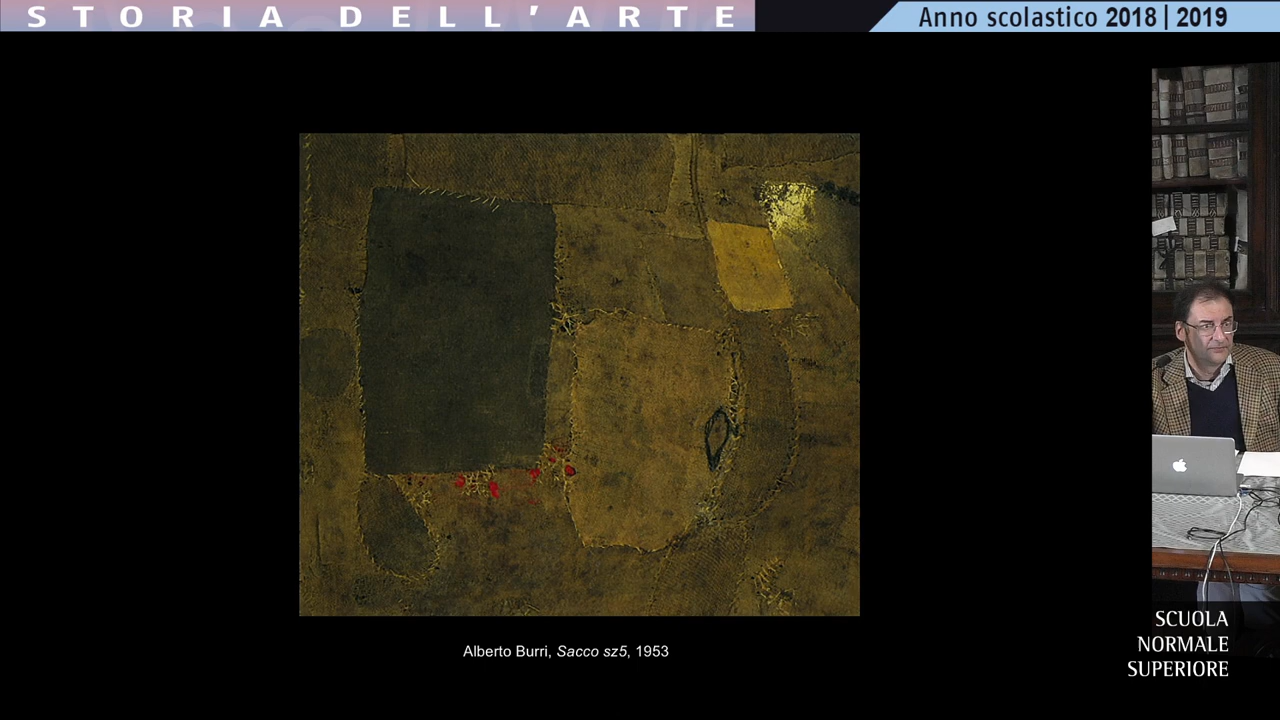 STORIA DELL'ARTE
Anno scolastico 2018 | 2019
Alberto Burri, Sacco sz5, 1953
SCUOLA
NORMALE
SUPERIORE